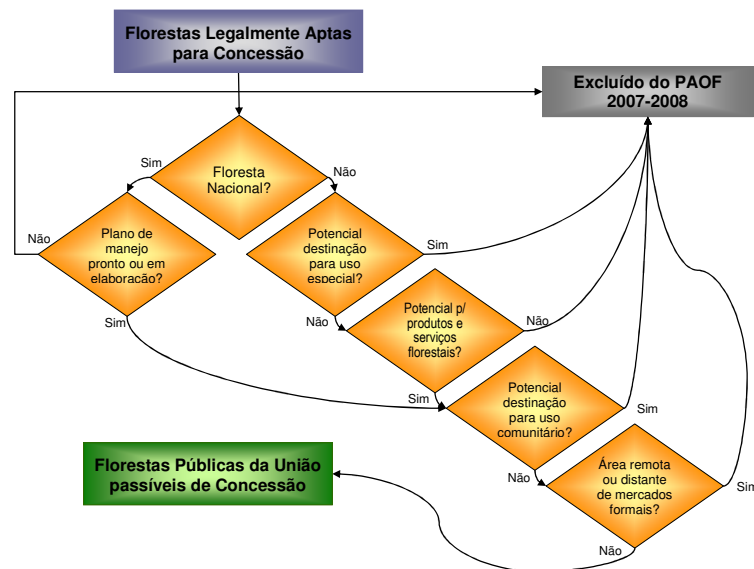 Florestas Legalmente Aptas
para Concessão
Excluído do PAOF
2007-2008
Sim
Floresta
Nacional?
Não
Não
Plano de
manejo
pronto ou em
elaboração?
Potencial
destinação
para uso
especial?
Sim
Sim
Não
Potencial p/
produtos e
serviços
florestais?
Não
Sim
Potencial
destinação
para uso
comunitário?
Sim
Florestas Públicas da União
passíveis de Concessão
Não
Área remota
ou distante
de mercados
formais?
Sim
Não